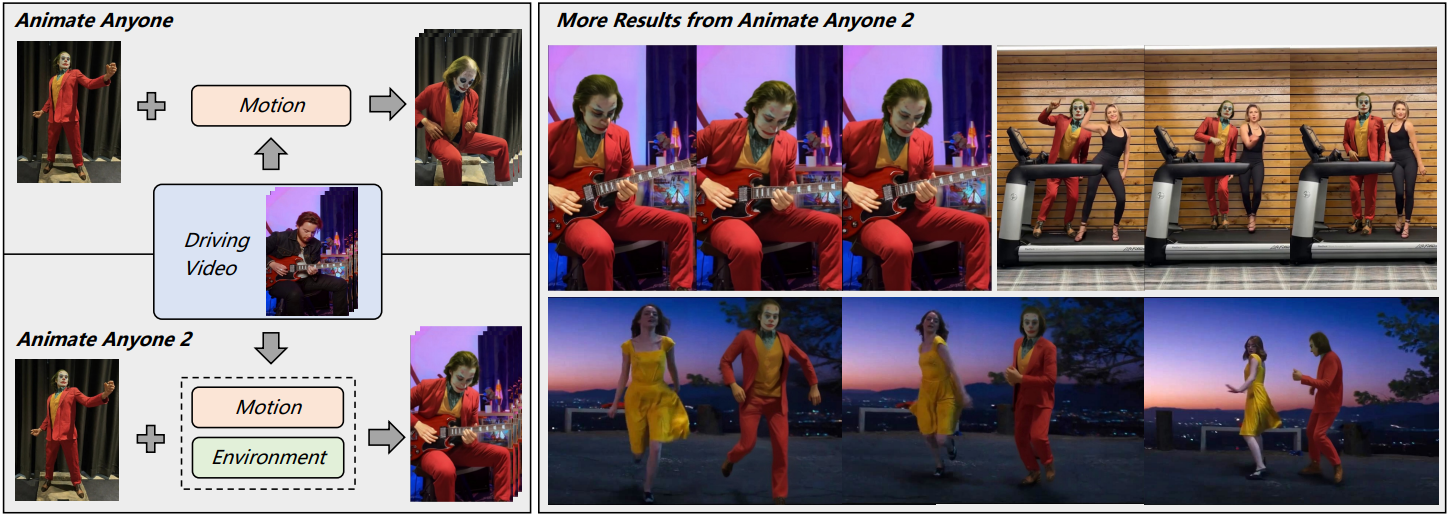 Animate Anyone
Motion
Driving
Video
Animate Anyone 2
Motion
Environment
More Results from Animate Anyone 2